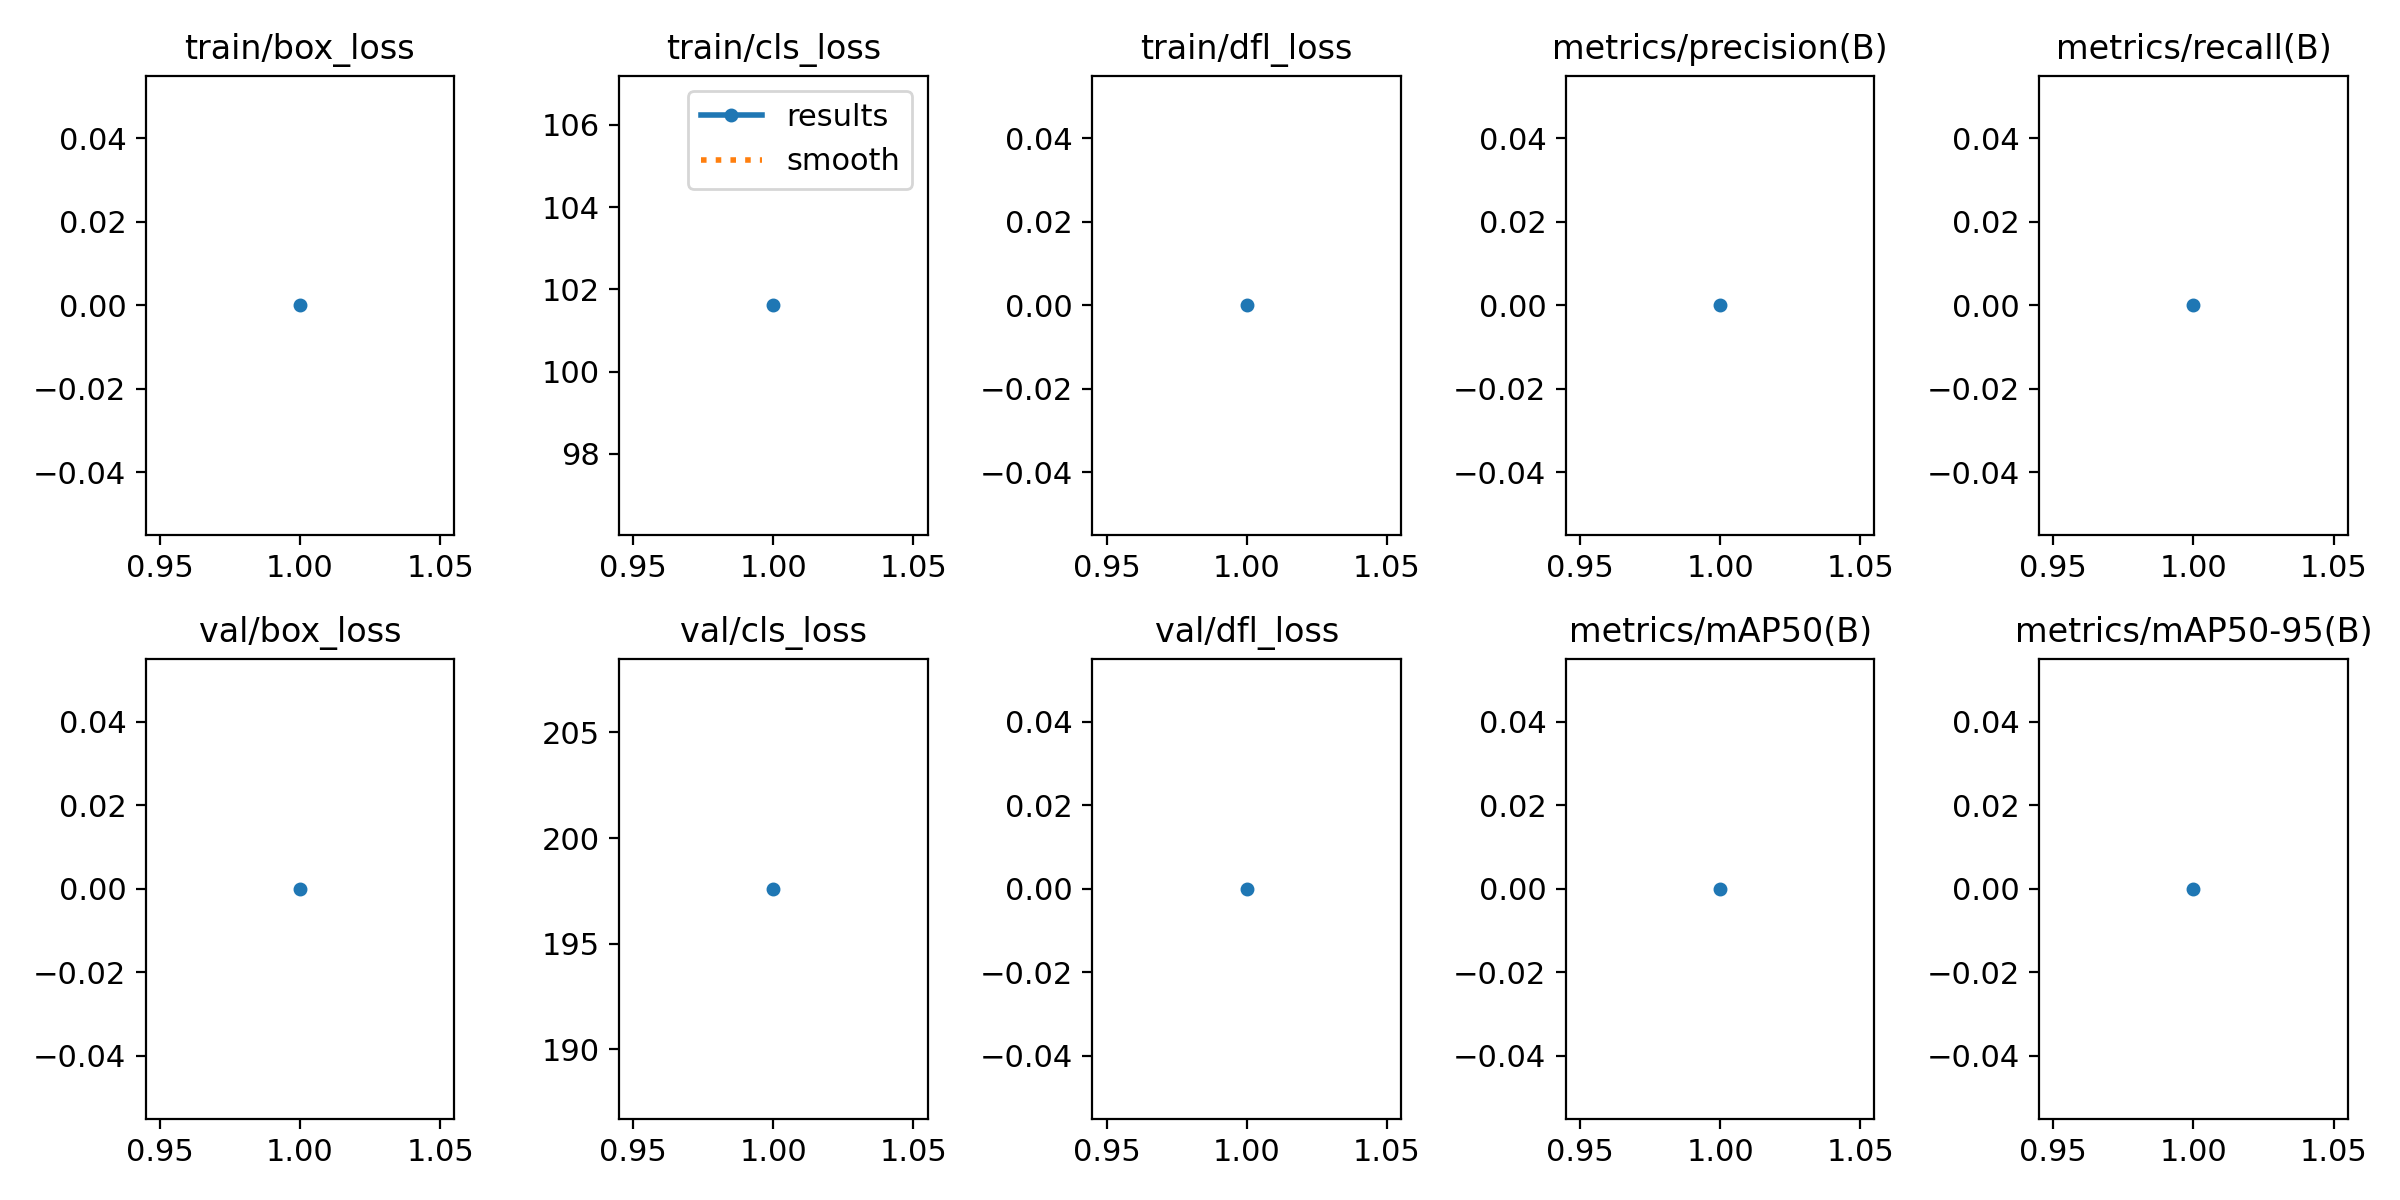 train/box_loss
train/cls_loss
train/dfl_loss
metrics/precision(B)
metrics/recall(B)
0.04
0.02
0.00
−0.02
−0.04
0.95 1.00 1.05
106
104
102
100
98
results
smooth
0.95 1.00 1.05
0.04
0.02
0.00
−0.02
−0.04
0.95 1.00 1.05
0.04
0.02
0.00
−0.02
−0.04
0.95 1.00 1.05
0.04
0.02
0.00
−0.02
−0.04
0.95 1.00 1.05
val/box_loss
val/cls_loss
val/dfl_loss
metrics/mAP50(B)
metrics/mAP50-95(B)
0.04
0.02
0.00
−0.02
−0.04
0.95 1.00 1.05
205
200
195
190
0.95 1.00 1.05
0.04
0.02
0.00
−0.02
−0.04
0.95 1.00 1.05
0.04
0.02
0.00
−0.02
−0.04
0.95 1.00 1.05
0.04
0.02
0.00
−0.02
−0.04
0.95 1.00 1.05